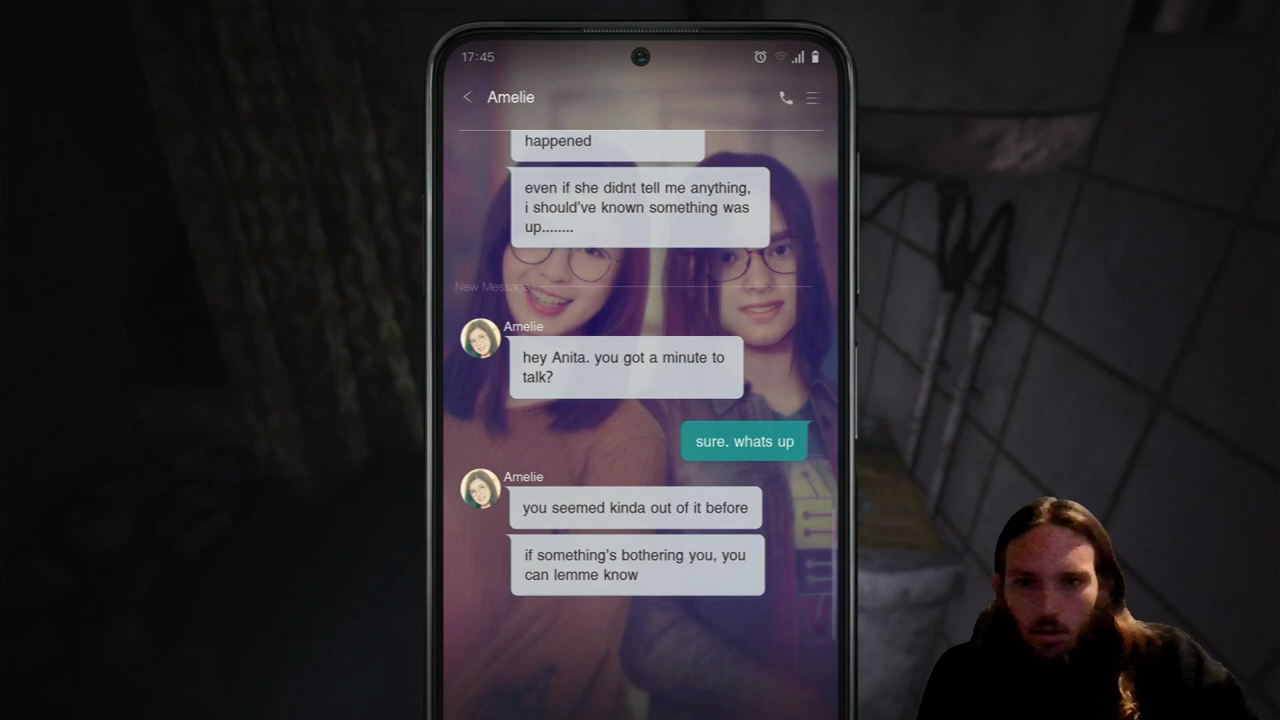 17:45
Amelie
happened
even if she didnt tell me anything,
i should've known something was
up........
New Message
Amelie
hey Anita. you got a minute to
talk?
sure. whats up
Amelie
you seemed kinda out of it before
if something's bothering you, you
can lemme know